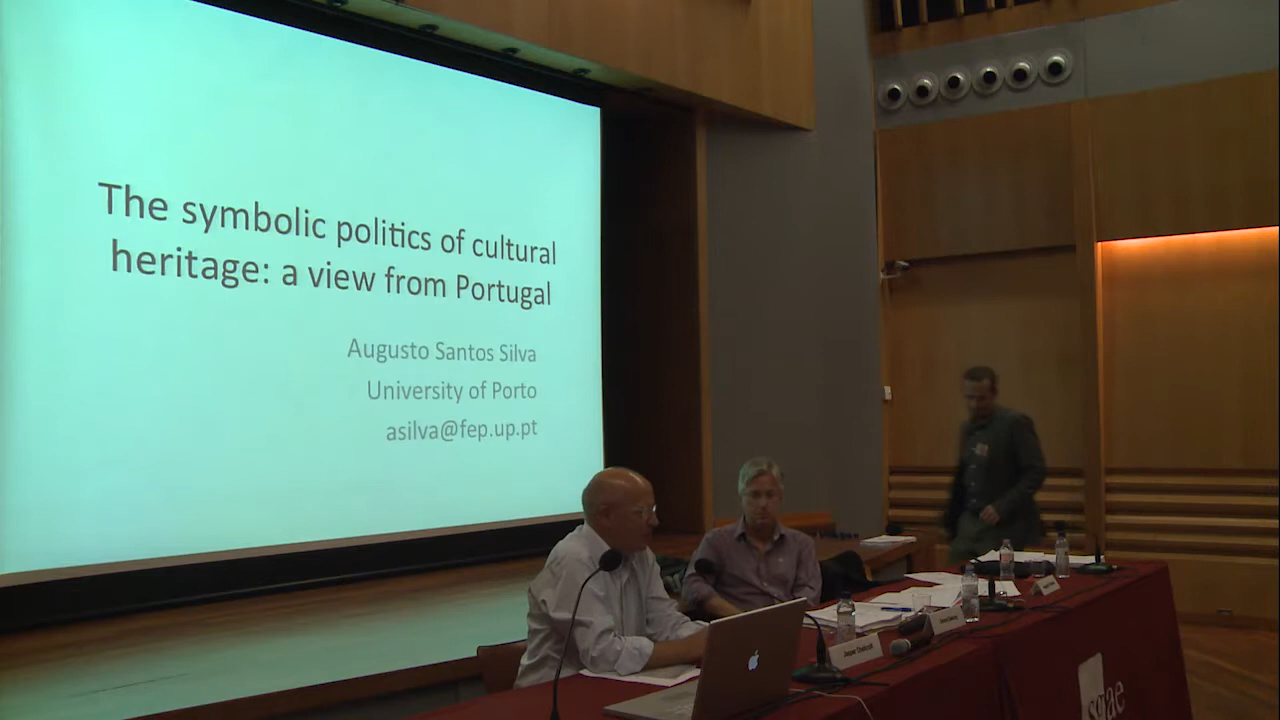 The symbolic politics of cultural
heritage: a view from Portugal
Augusto Santos Silva
University of Porto
asilva@fep.up.pt
sgae